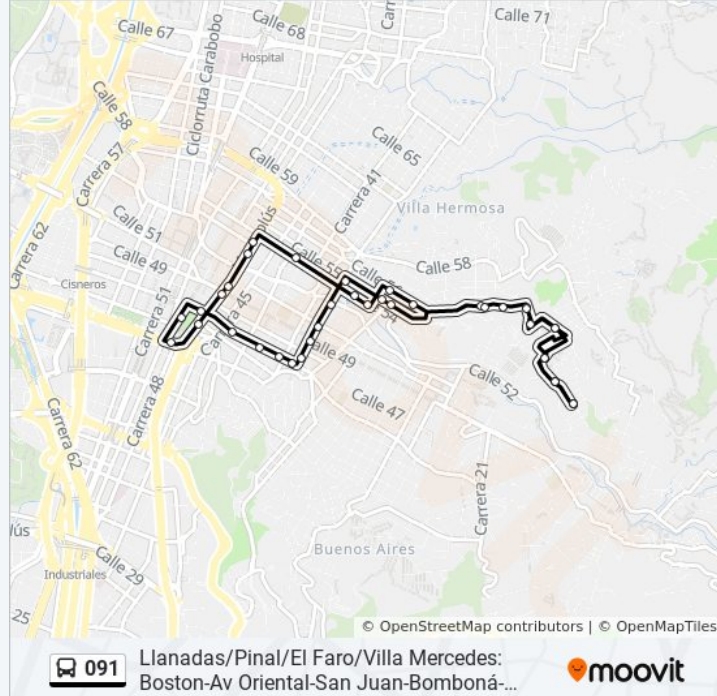 Calle 71
Calle 67
Calle 68
Hospital
Ciclorruta Carabobo
Calle 58
Calle 65
Calle 59
Carrera 57
Carrera 41
Villa Hermosa
Calle 51
Calle 58
Carrera 62
Calle 49
Cisneros
Carrera 51
Carrera 45
Calle 49
Calle 52
Carrera 48
Calle 47
Carrera 62
Carrera 21
Buenos Aires
Calle 29
Industriales
25
© OpenStreetMap contributors | © OpenMapTiles
091
Llanadas/Pinal/El Faro/Villa Mercedes:
Boston-Av Oriental-San Juan-Bomboná-...
moovit